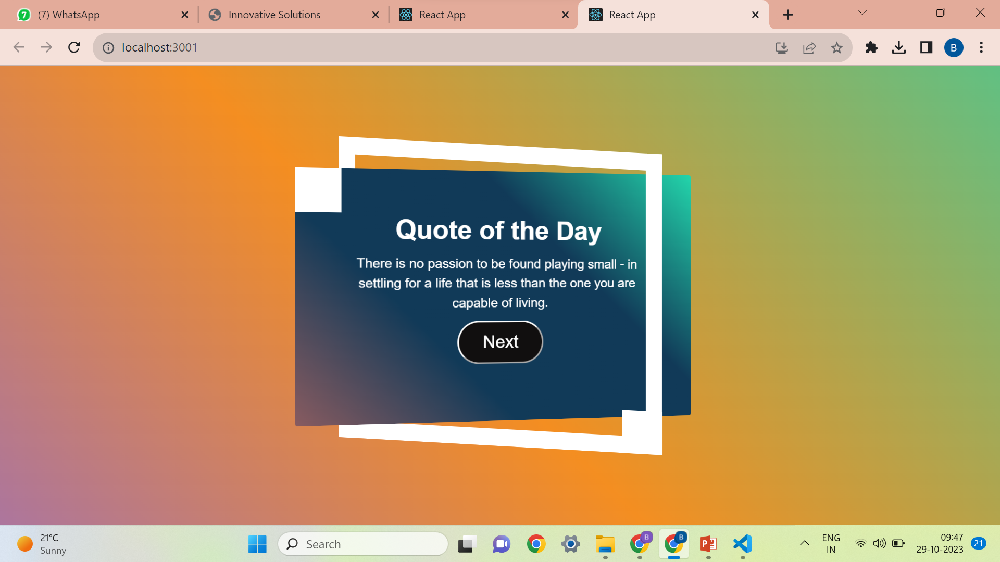 (7) WhatsApp
Innovative Solutions
React App
React App
localhost:3001
B
Quote of the Day
There is no passion to be found playing small - in
settling for a life that is less than the one you are
capable of living.
Next
21°C
Sunny
Search
B
B
ENG
IN
09:47
29-10-2023
21